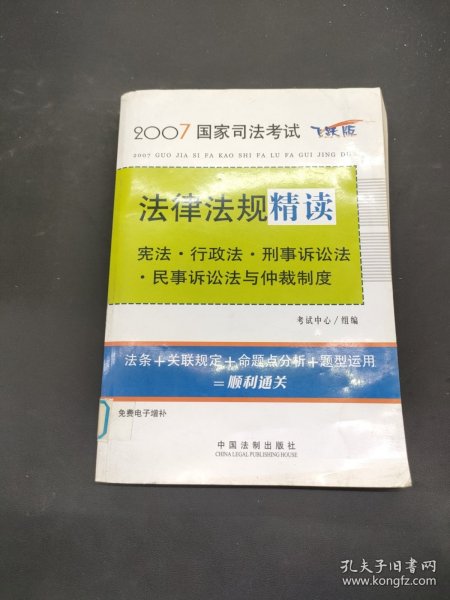 2007国家司法考试 飞跃版
2007 GUO JIA SI FA KAO SHI FA LU FA GUI JING DU
法律法规精读
宪法·行政法·刑事诉讼法
·民事诉讼法与仲裁制度
考试中心/组编
法条+关联规定+命题点分析+题型运用
=顺利通关
免费电子增补
中国法制出版社
CHINA LEGAL PUBLISHING HOUSE
孔夫子旧书网
www.kongfz.com